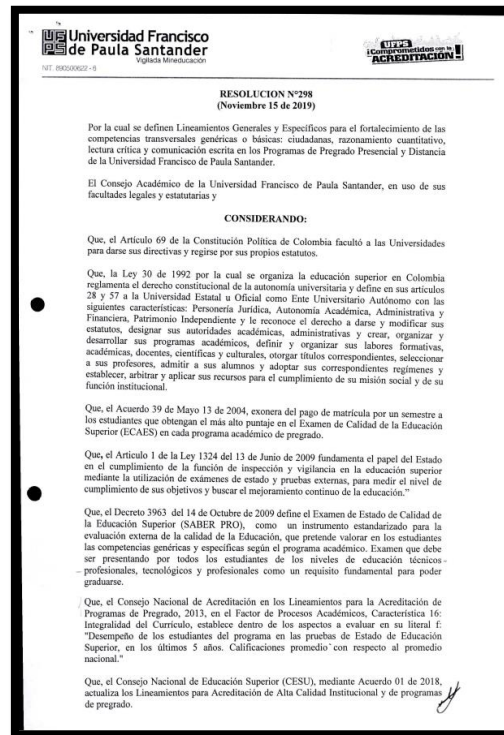 UFPS Universidad Francisco
de Paula Santander
Vigilada Mineducación
NIT. 890500622 - 6
UFPS
¡Comprometidos con la
ACREDITACIÓN!
RESOLUCION N°298
(Noviembre 15 de 2019)
Por la cual se definen Lineamientos Generales y Específicos para el fortalecimiento de las
competencias transversales genéricas o básicas: ciudadanas, razonamiento cuantitativo,
lectura crítica y comunicación escrita en los Programas de Pregrado Presencial y Distancia
de la Universidad Francisco de Paula Santander.
El Consejo Académico de la Universidad Francisco de Paula Santander, en uso de sus
facultades legales y estatutarias y
CONSIDERANDO:
Que, el Artículo 69 de la Constitución Política de Colombia facultó a las Universidades
para darse sus directivas y regirse por sus propios estatutos.
Que, la Ley 30 de 1992 por la cual se organiza la educación superior en Colombia
reglamenta el derecho constitucional de la autonomía universitaria y define en sus artículos
28 y 57 a la Universidad Estatal u Oficial como Ente Universitario Autónomo con las
siguientes características: Personería Jurídica, Autonomía Académica, Administrativa y
Financiera, Patrimonio Independiente y le reconoce el derecho a darse y modificar sus
estatutos, designar sus autoridades académicas, administrativas y crear, organizar y
desarrollar sus programas académicos, definir y organizar sus labores formativas,
académicas, docentes, científicas y culturales, otorgar títulos correspondientes, seleccionar
a sus profesores, admitir a sus alumnos y adoptar sus correspondientes regímenes y
establecer, arbitrar y aplicar sus recursos para el cumplimiento de su misión social y de su
función institucional.
Que, el Acuerdo 39 de Mayo 13 de 2004, exonera del pago de matrícula por un semestre a
los estudiantes que obtengan el más alto puntaje en el Examen de Calidad de la Educación
Superior (ECAES) en cada programa académico de pregrado.
Que, el Articulo 1 de la Ley 1324 del 13 de Junio de 2009 fundamenta el papel del Estado
en el cumplimiento de la función de inspección y vigilancia en la educación superior
mediante la utilización de exámenes de estado y pruebas externas, para medir el nivel de
cumplimiento de sus objetivos y buscar el mejoramiento continuo de la educación.”
Que, el Decreto 3963 del 14 de Octubre de 2009 define el Examen de Estado de Calidad de
la Educación Superior (SABER PRO), como un instrumento estandarizado para la
evaluación externa de la calidad de la Educación, que pretende valorar en los estudiantes
las competencias genéricas y específicas según el programa académico. Examen que debe
ser presentando por todos los estudiantes de los niveles de educación técnicos
profesionales, tecnológicos y profesionales como un requisito fundamental para poder
graduarse.
Que, el Consejo Nacional de Acreditación en los Lineamientos para la Acreditación de
Programas de Pregrado, 2013, en el Factor de Procesos Académicos, Característica 16:
Integralidad del Currículo, establece dentro de los aspectos a evaluar en su literal f:
"Desempeño de los estudiantes del programa en las pruebas de Estado de Educación
Superior, en los últimos 5 años. Calificaciones promedio con respecto al promedio
nacional."
Que, el Consejo Nacional de Educación Superior (CESU), mediante Acuerdo 01 de 2018,
actualiza los Lineamientos para Acreditación de Alta Calidad Institucional y de programas
de pregrado.